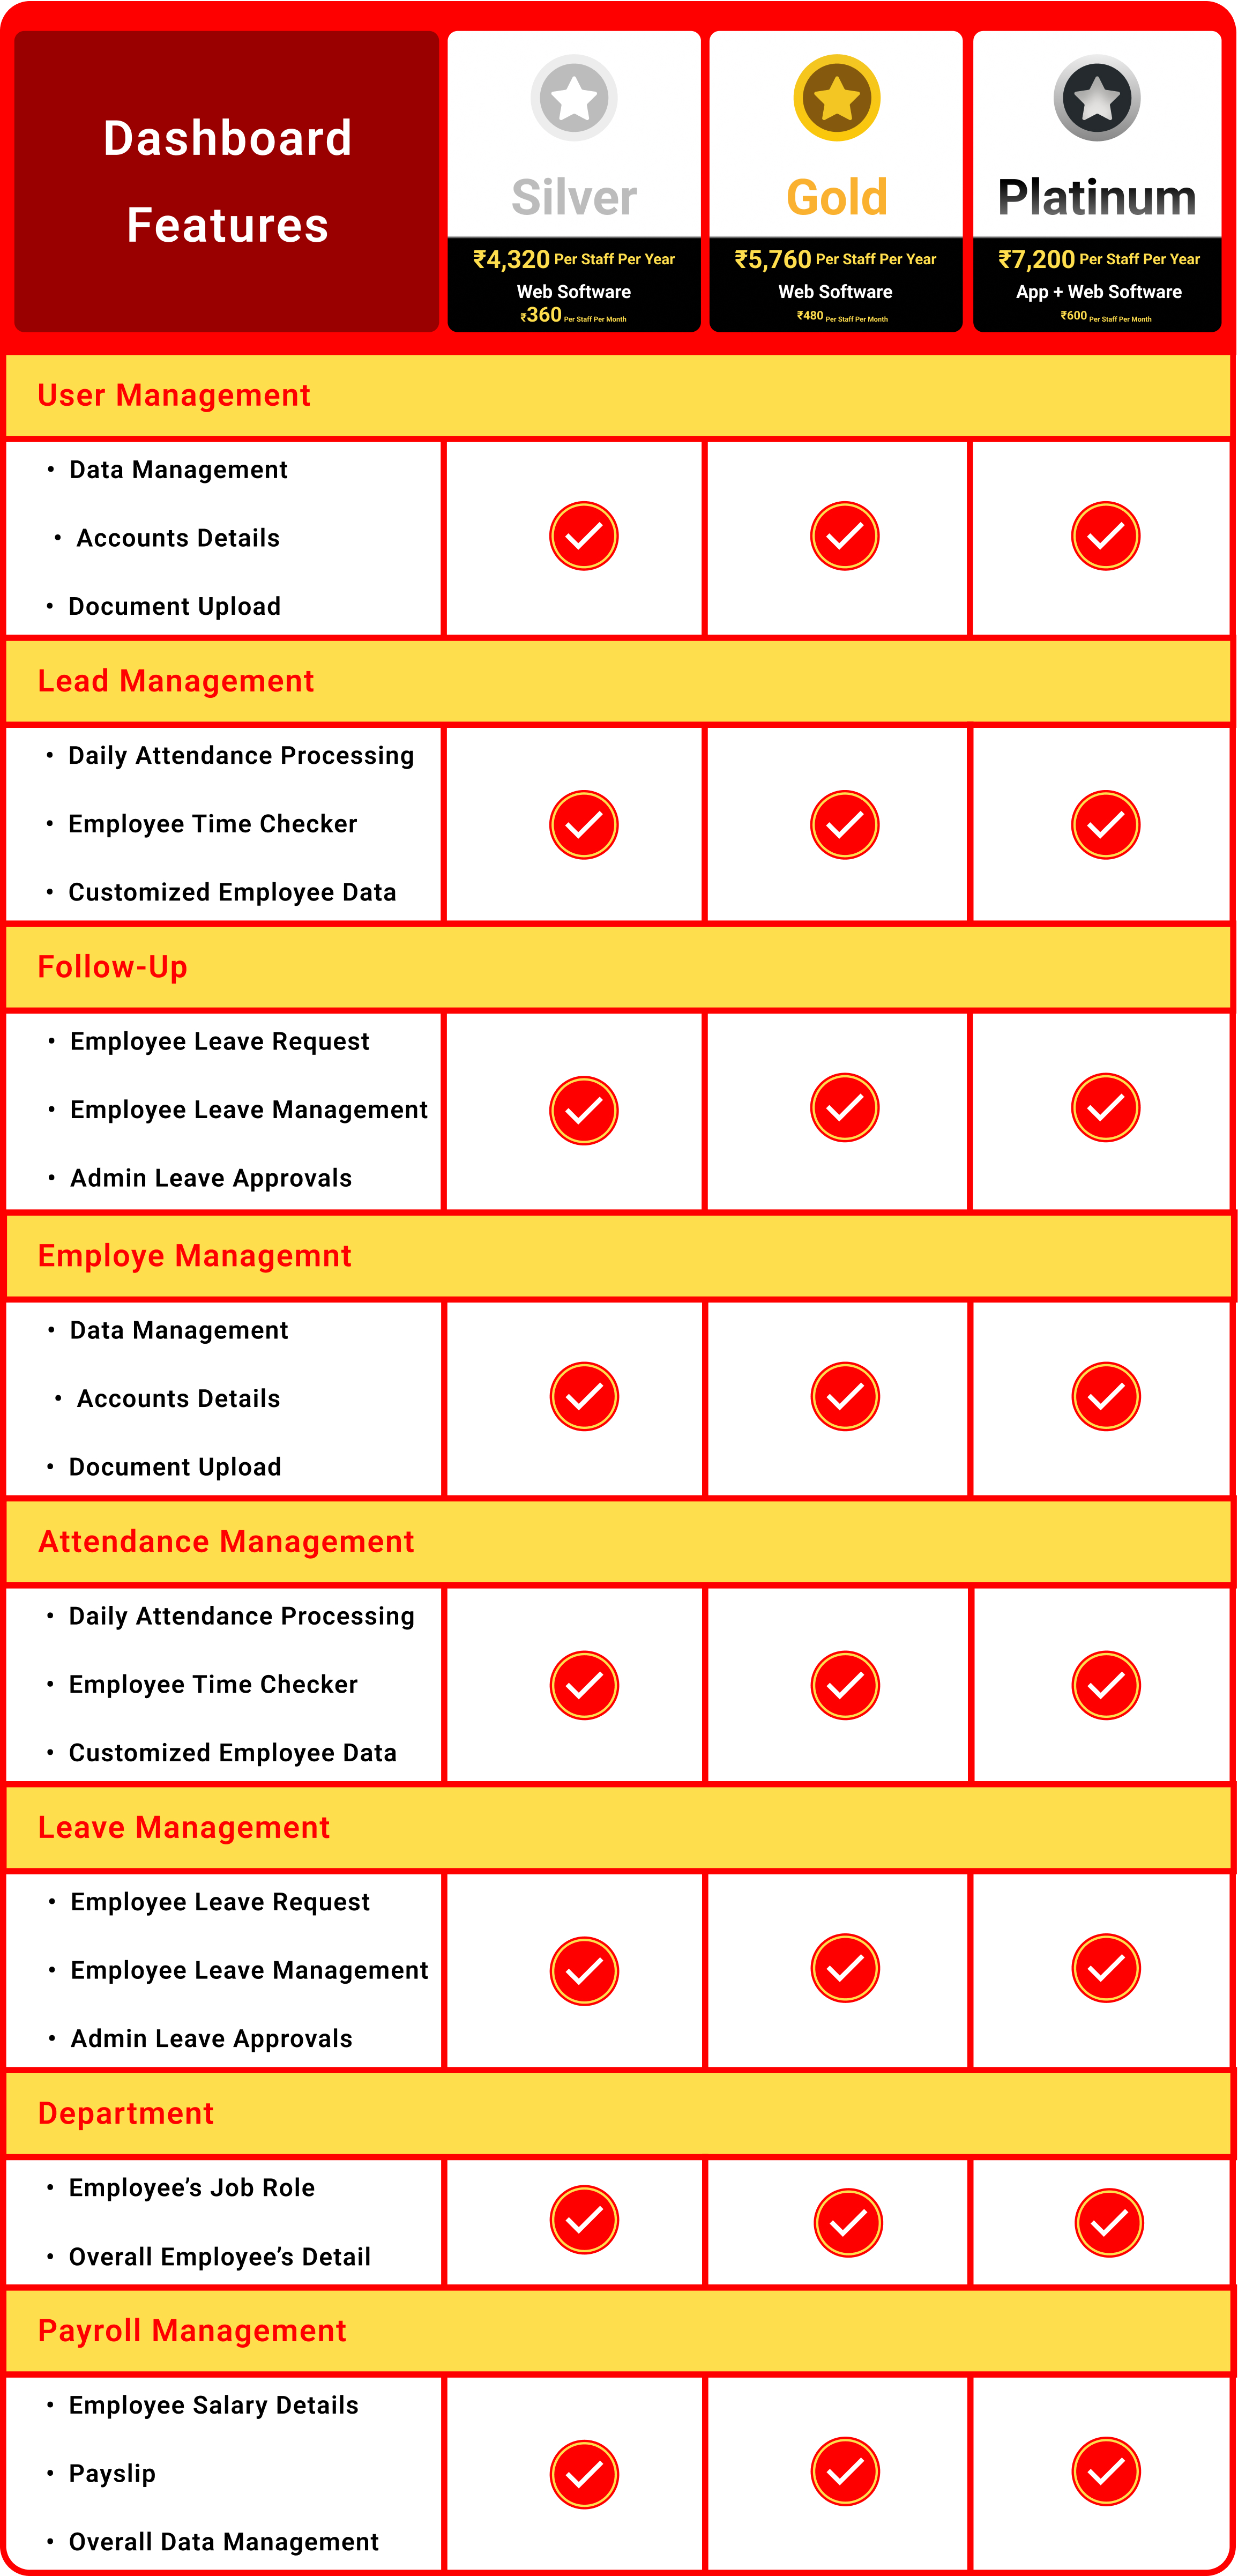 Dashboard
Features
Silver
₹4,320 Per Staff Per Year
Web Software
₹360 Per Staff Per Month
Gold
₹5,760 Per Staff Per Year
Web Software
₹480 Per Staff Per Month
Platinum
₹7,200 Per Staff Per Year
App + Web Software
₹600 Per Staff Per Month
User Management
• Data Management
• Accounts Details
• Document Upload
Lead Management
• Daily Attendance Processing
• Employee Time Checker
• Customized Employee Data
Follow-Up
• Employee Leave Request
• Employee Leave Management
• Admin Leave Approvals
Employe Managemnt
• Data Management
• Accounts Details
• Document Upload
Attendance Management
• Daily Attendance Processing
• Employee Time Checker
• Customized Employee Data
Leave Management
• Employee Leave Request
• Employee Leave Management
• Admin Leave Approvals
Department
• Employee’s Job Role
• Overall Employee’s Detail
Payroll Management
• Employee Salary Details
• Payslip
• Overall Data Management